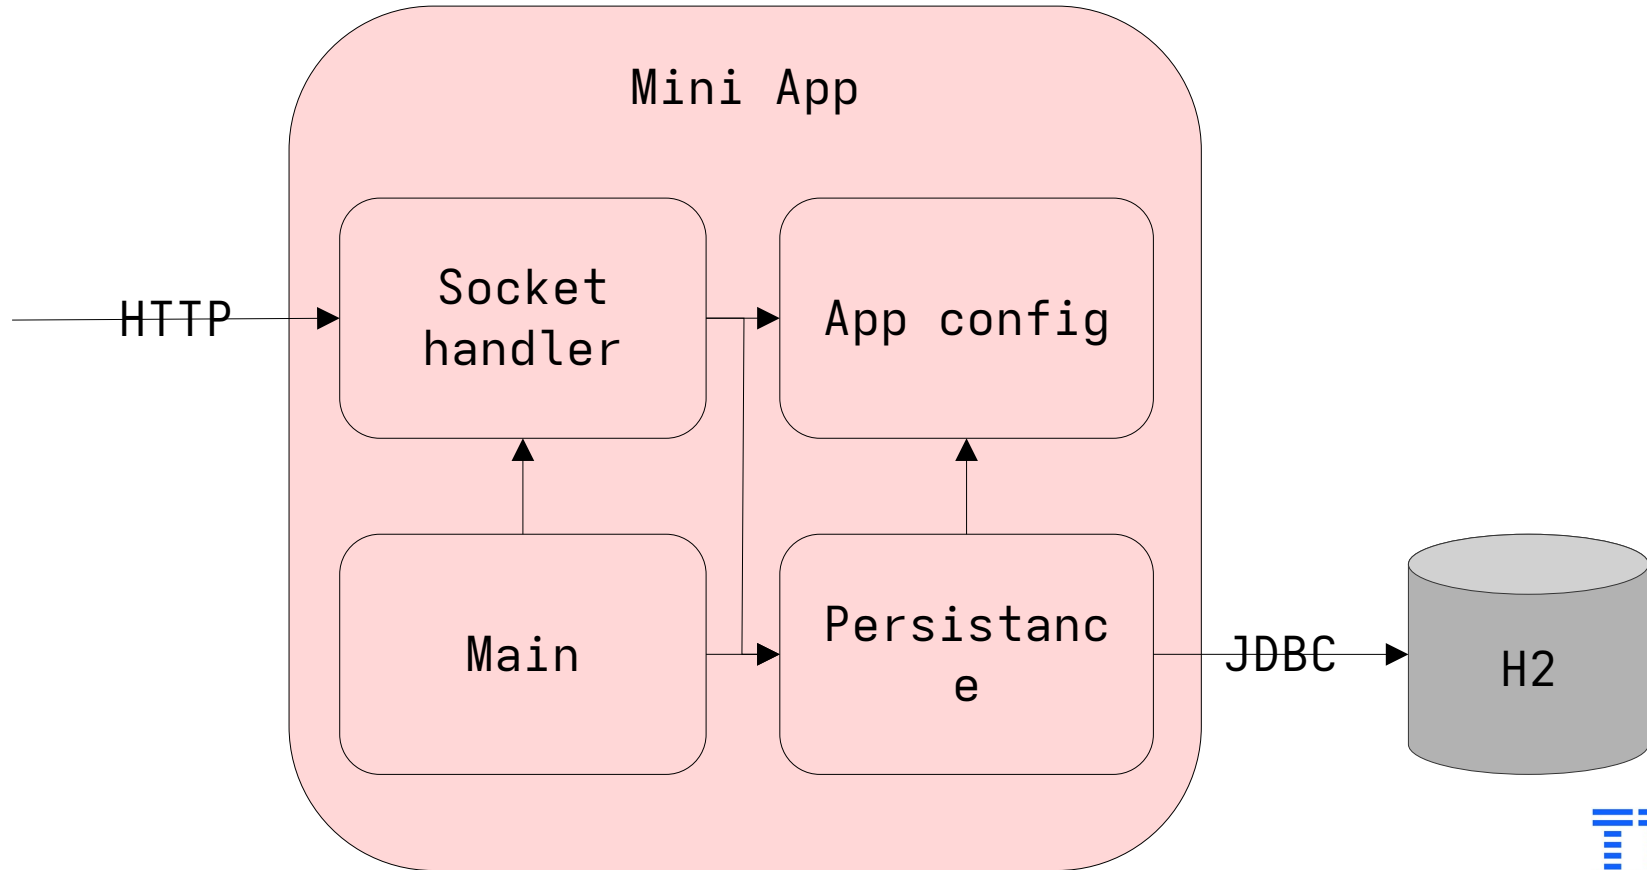 Mini App
Socket
handler
HTTP
App config
Main
Persistanc
e
JDBC
H2